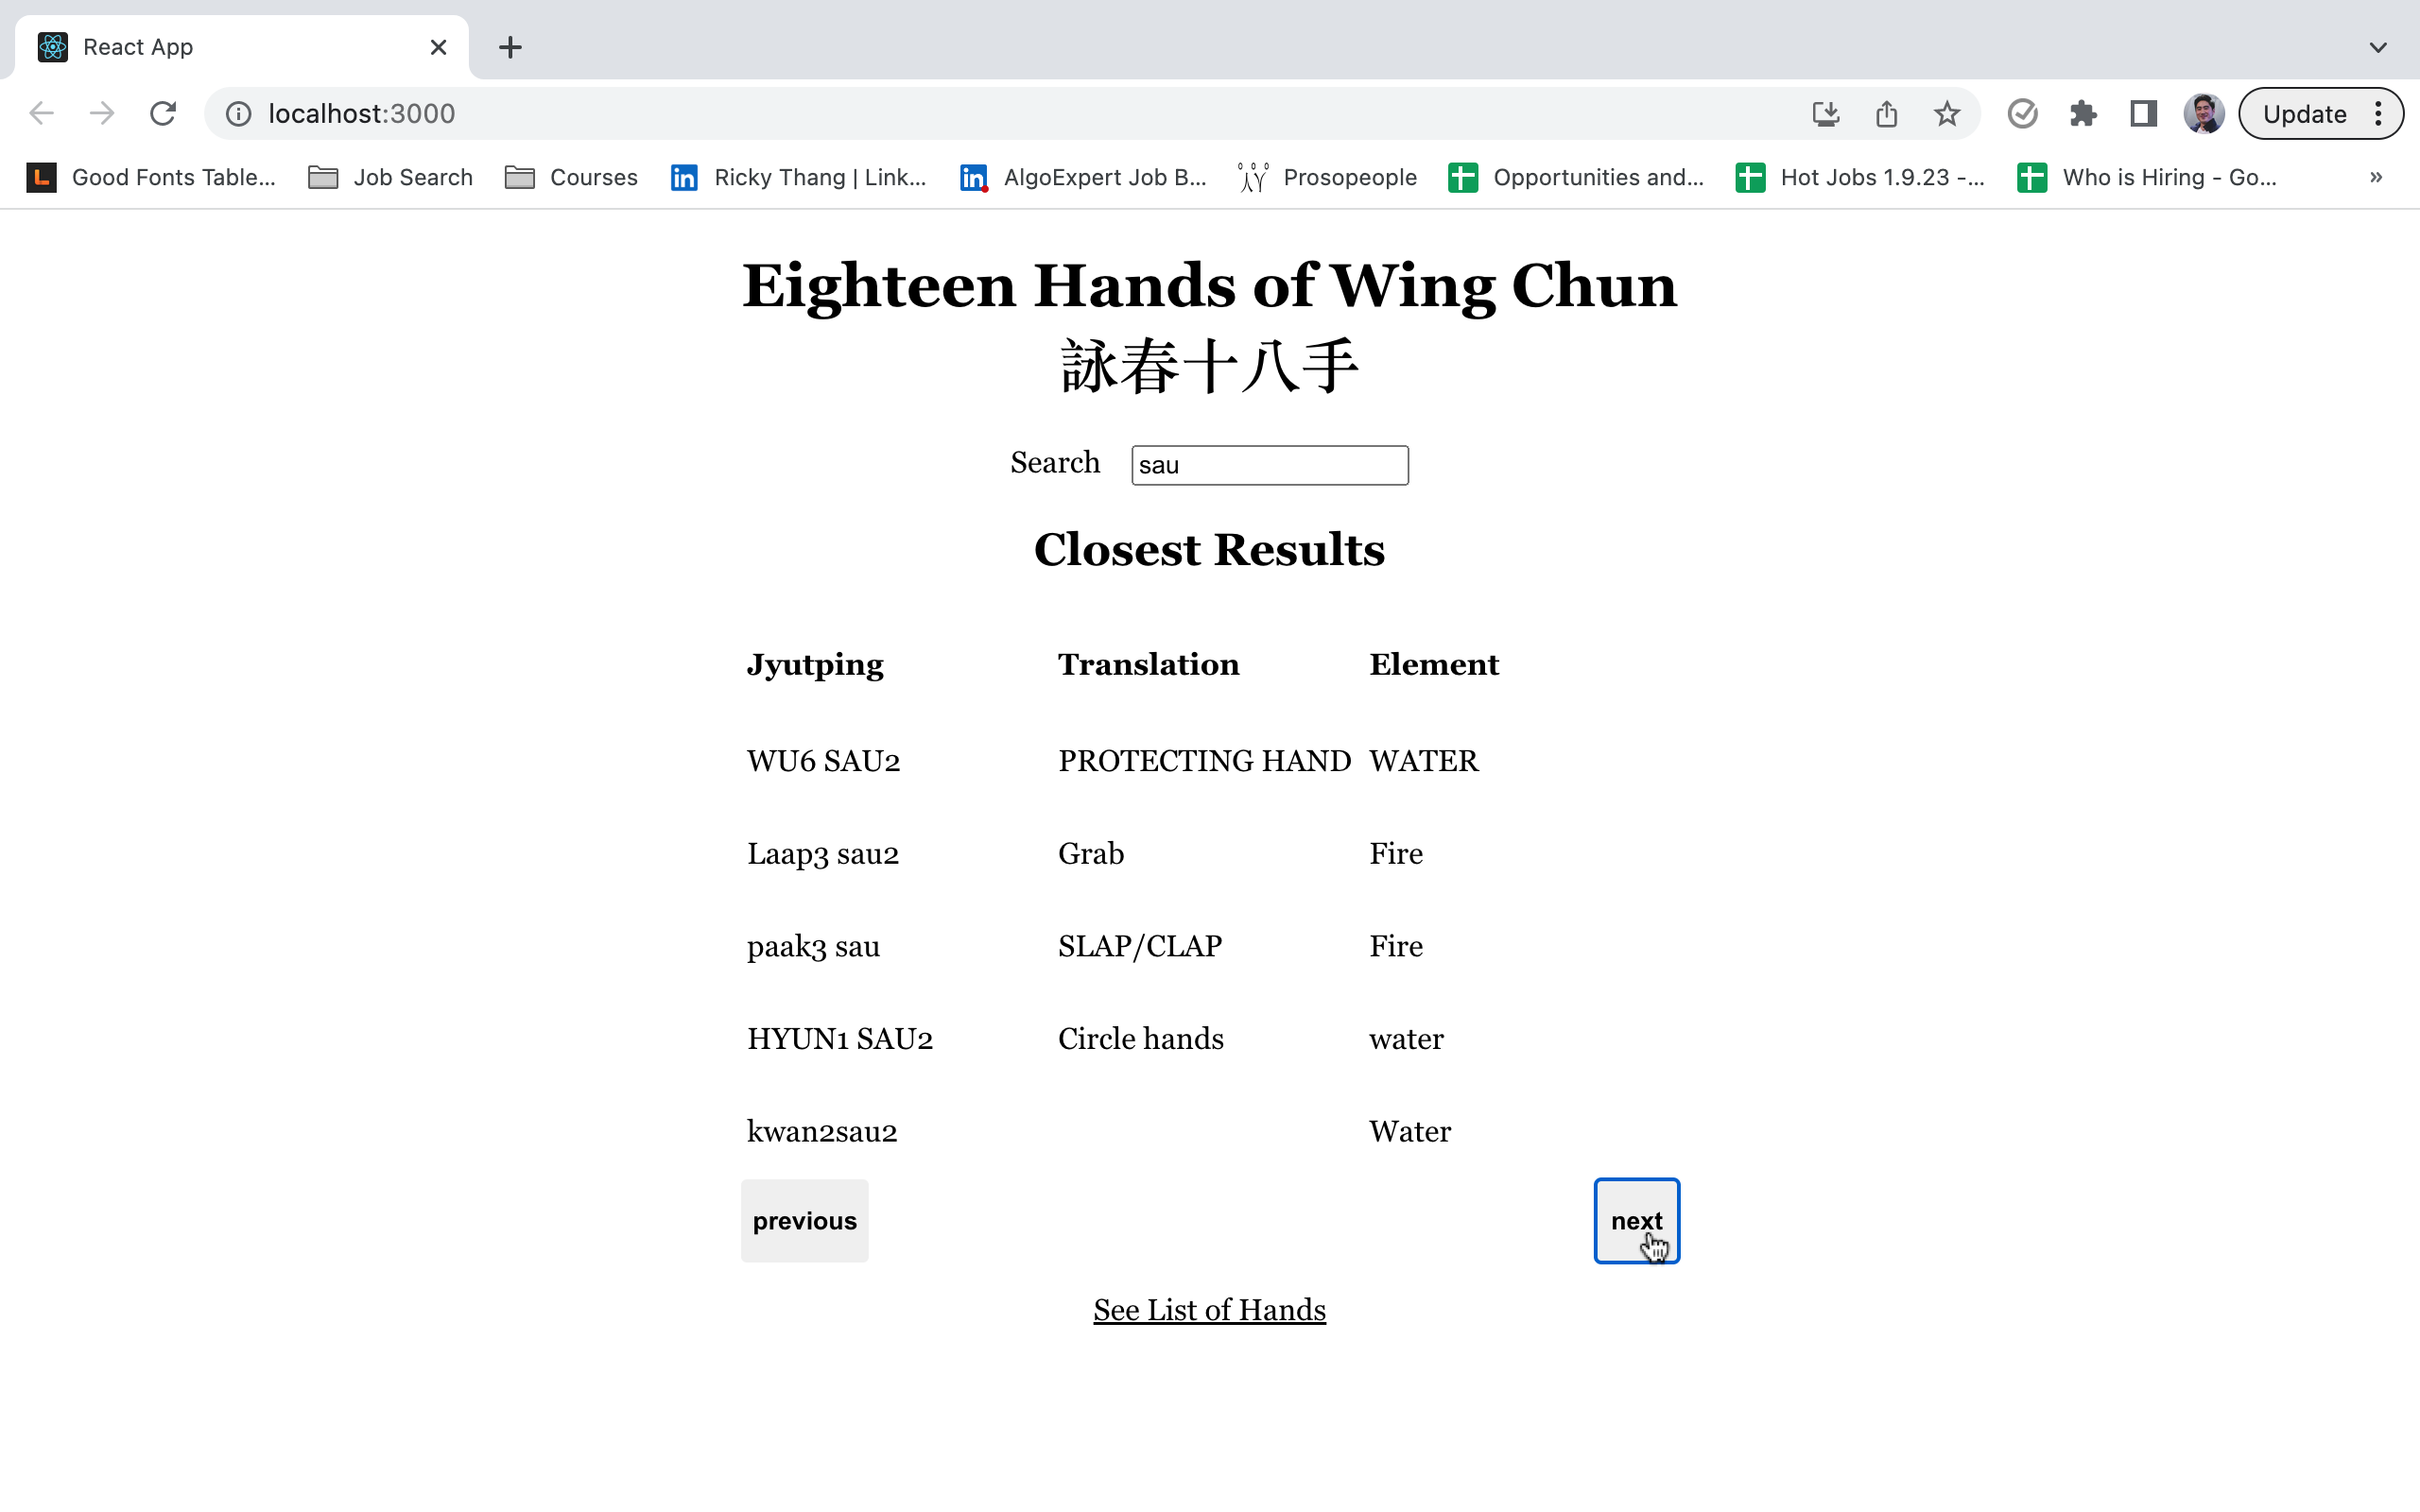 React App
localhost:3000
Update
Good Fonts Table...
Job Search
Courses
Ricky Thang | Link...
AlgoExpert Job B...
Prosopeople
Opportunities and...
Hot Jobs 1.9.23 -...
Who is Hiring - Go...
»
Eighteen Hands of Wing Chun
詠春十八手
Search sau
Closest Results
Jyutping Translation Element
WU6 SAU2 PROTECTING HAND WATER
Laap3 sau2 Grab Fire
paak3 sau SLAP/CLAP Fire
HYUN1 SAU2 Circle hands water
kwan2sau2 Water
previous next
See List of Hands